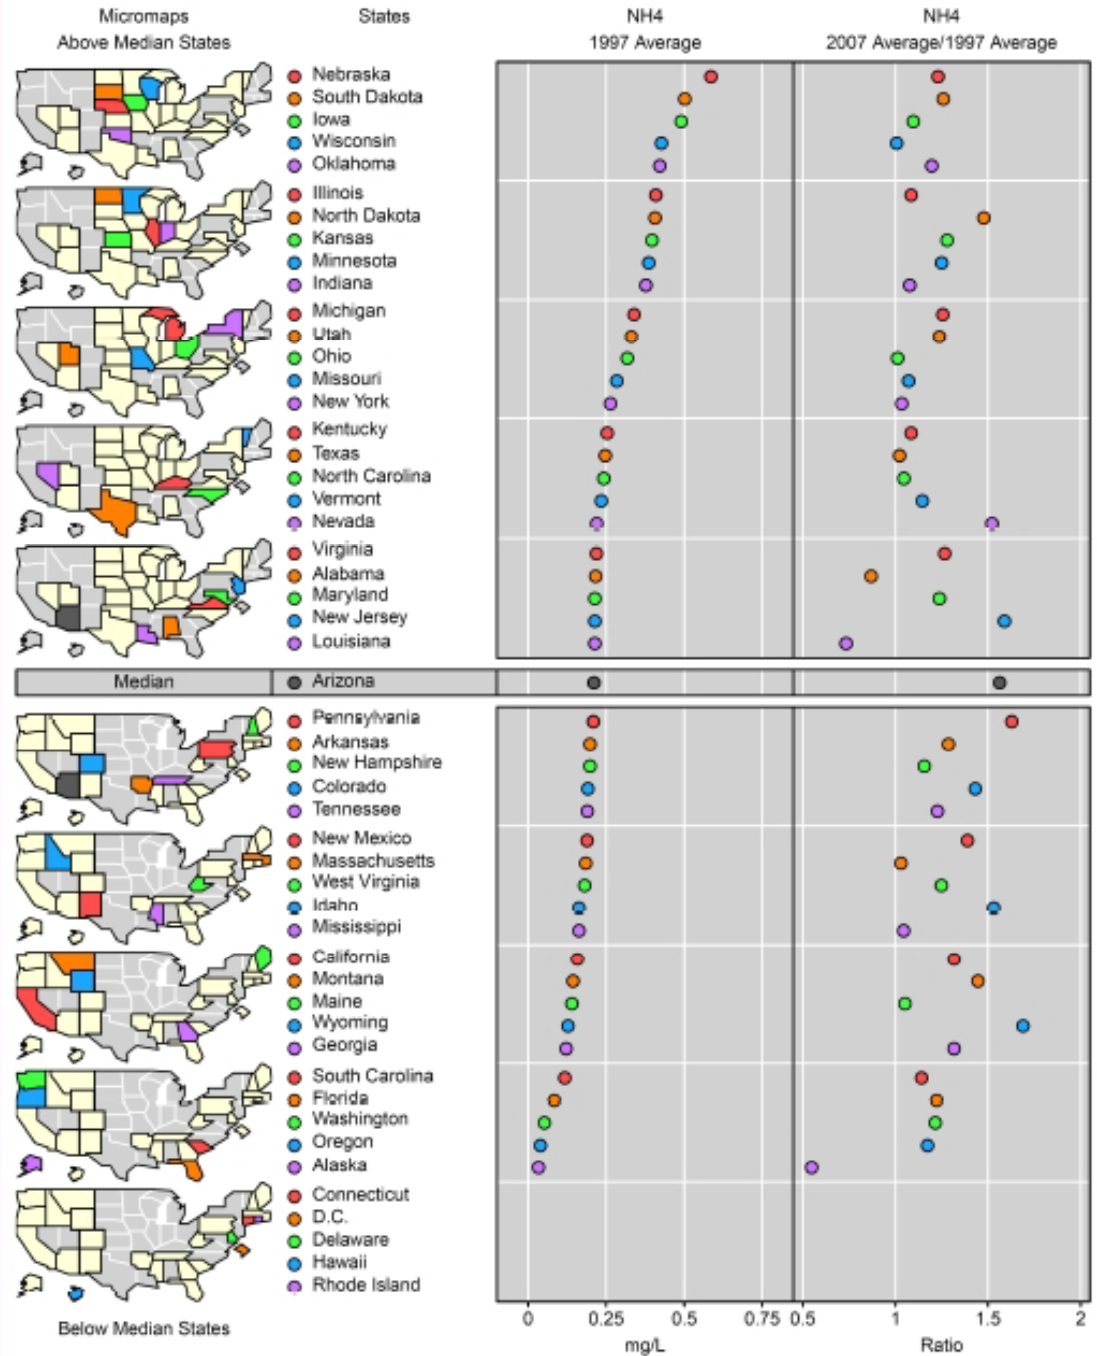 Micromaps States NH4 NH4
Above Median States 1997 Average 2007 Average/1997 Average
Nebraska
South Dakota
Iowa
Wisconsin
Oklahoma
Illinois
North Dakota
Kansas
Minnesota
Indiana
Michigan
Utah
Ohio
Missouri
New York
Kentucky
Texas
North Carolina
Vermont
Nevada
Virginia
Alabama
Maryland
New Jersey
Louisiana
Median Arizona
Pennsylvania
Arkansas
New Hampshire
Colorado
Tennessee
New Mexico
Massachusetts
West Virginia
Idaho
Mississippi
California
Montana
Maine
Wyoming
Georgia
South Carolina
Florida
Washington
Oregon
Alaska
Connecticut
D.C.
Delaware
Hawaii
Rhode Island
0 0.25 0.5 0.75 0.5 1 1.5 2
Below Median States mg/L Ratio